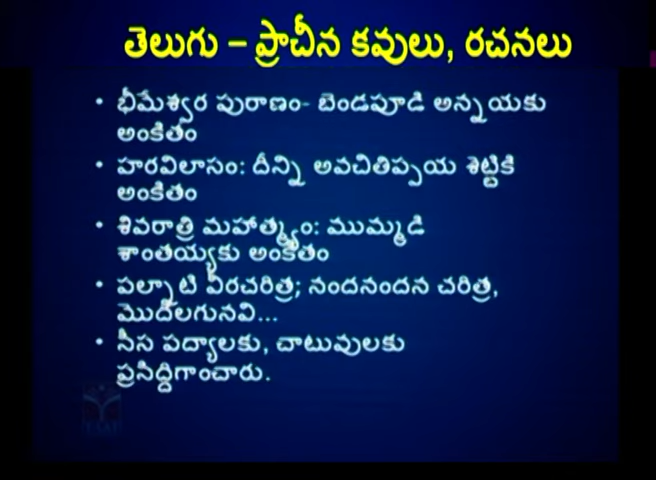 తెలుగు – ప్రాచీన కవులు, రచనలు
• భీమేశ్వర పురాణం- బెండపూడి అన్నయకు
అంకితం
• హరవిలాసం: దీన్ని అవచితిప్పయ శెట్టికి
అంకితం
• శివరాత్రి మహాత్మ్యం: ముమ్మడి
శాంతయ్యకు అంకితం
• పల్నాటి వీరచరిత్ర; నందనందన చరిత్ర,
మొదలగునవి...
• సీస పద్యాలకు, చాటువులకు
ప్రసిద్ధిగాంచారు.